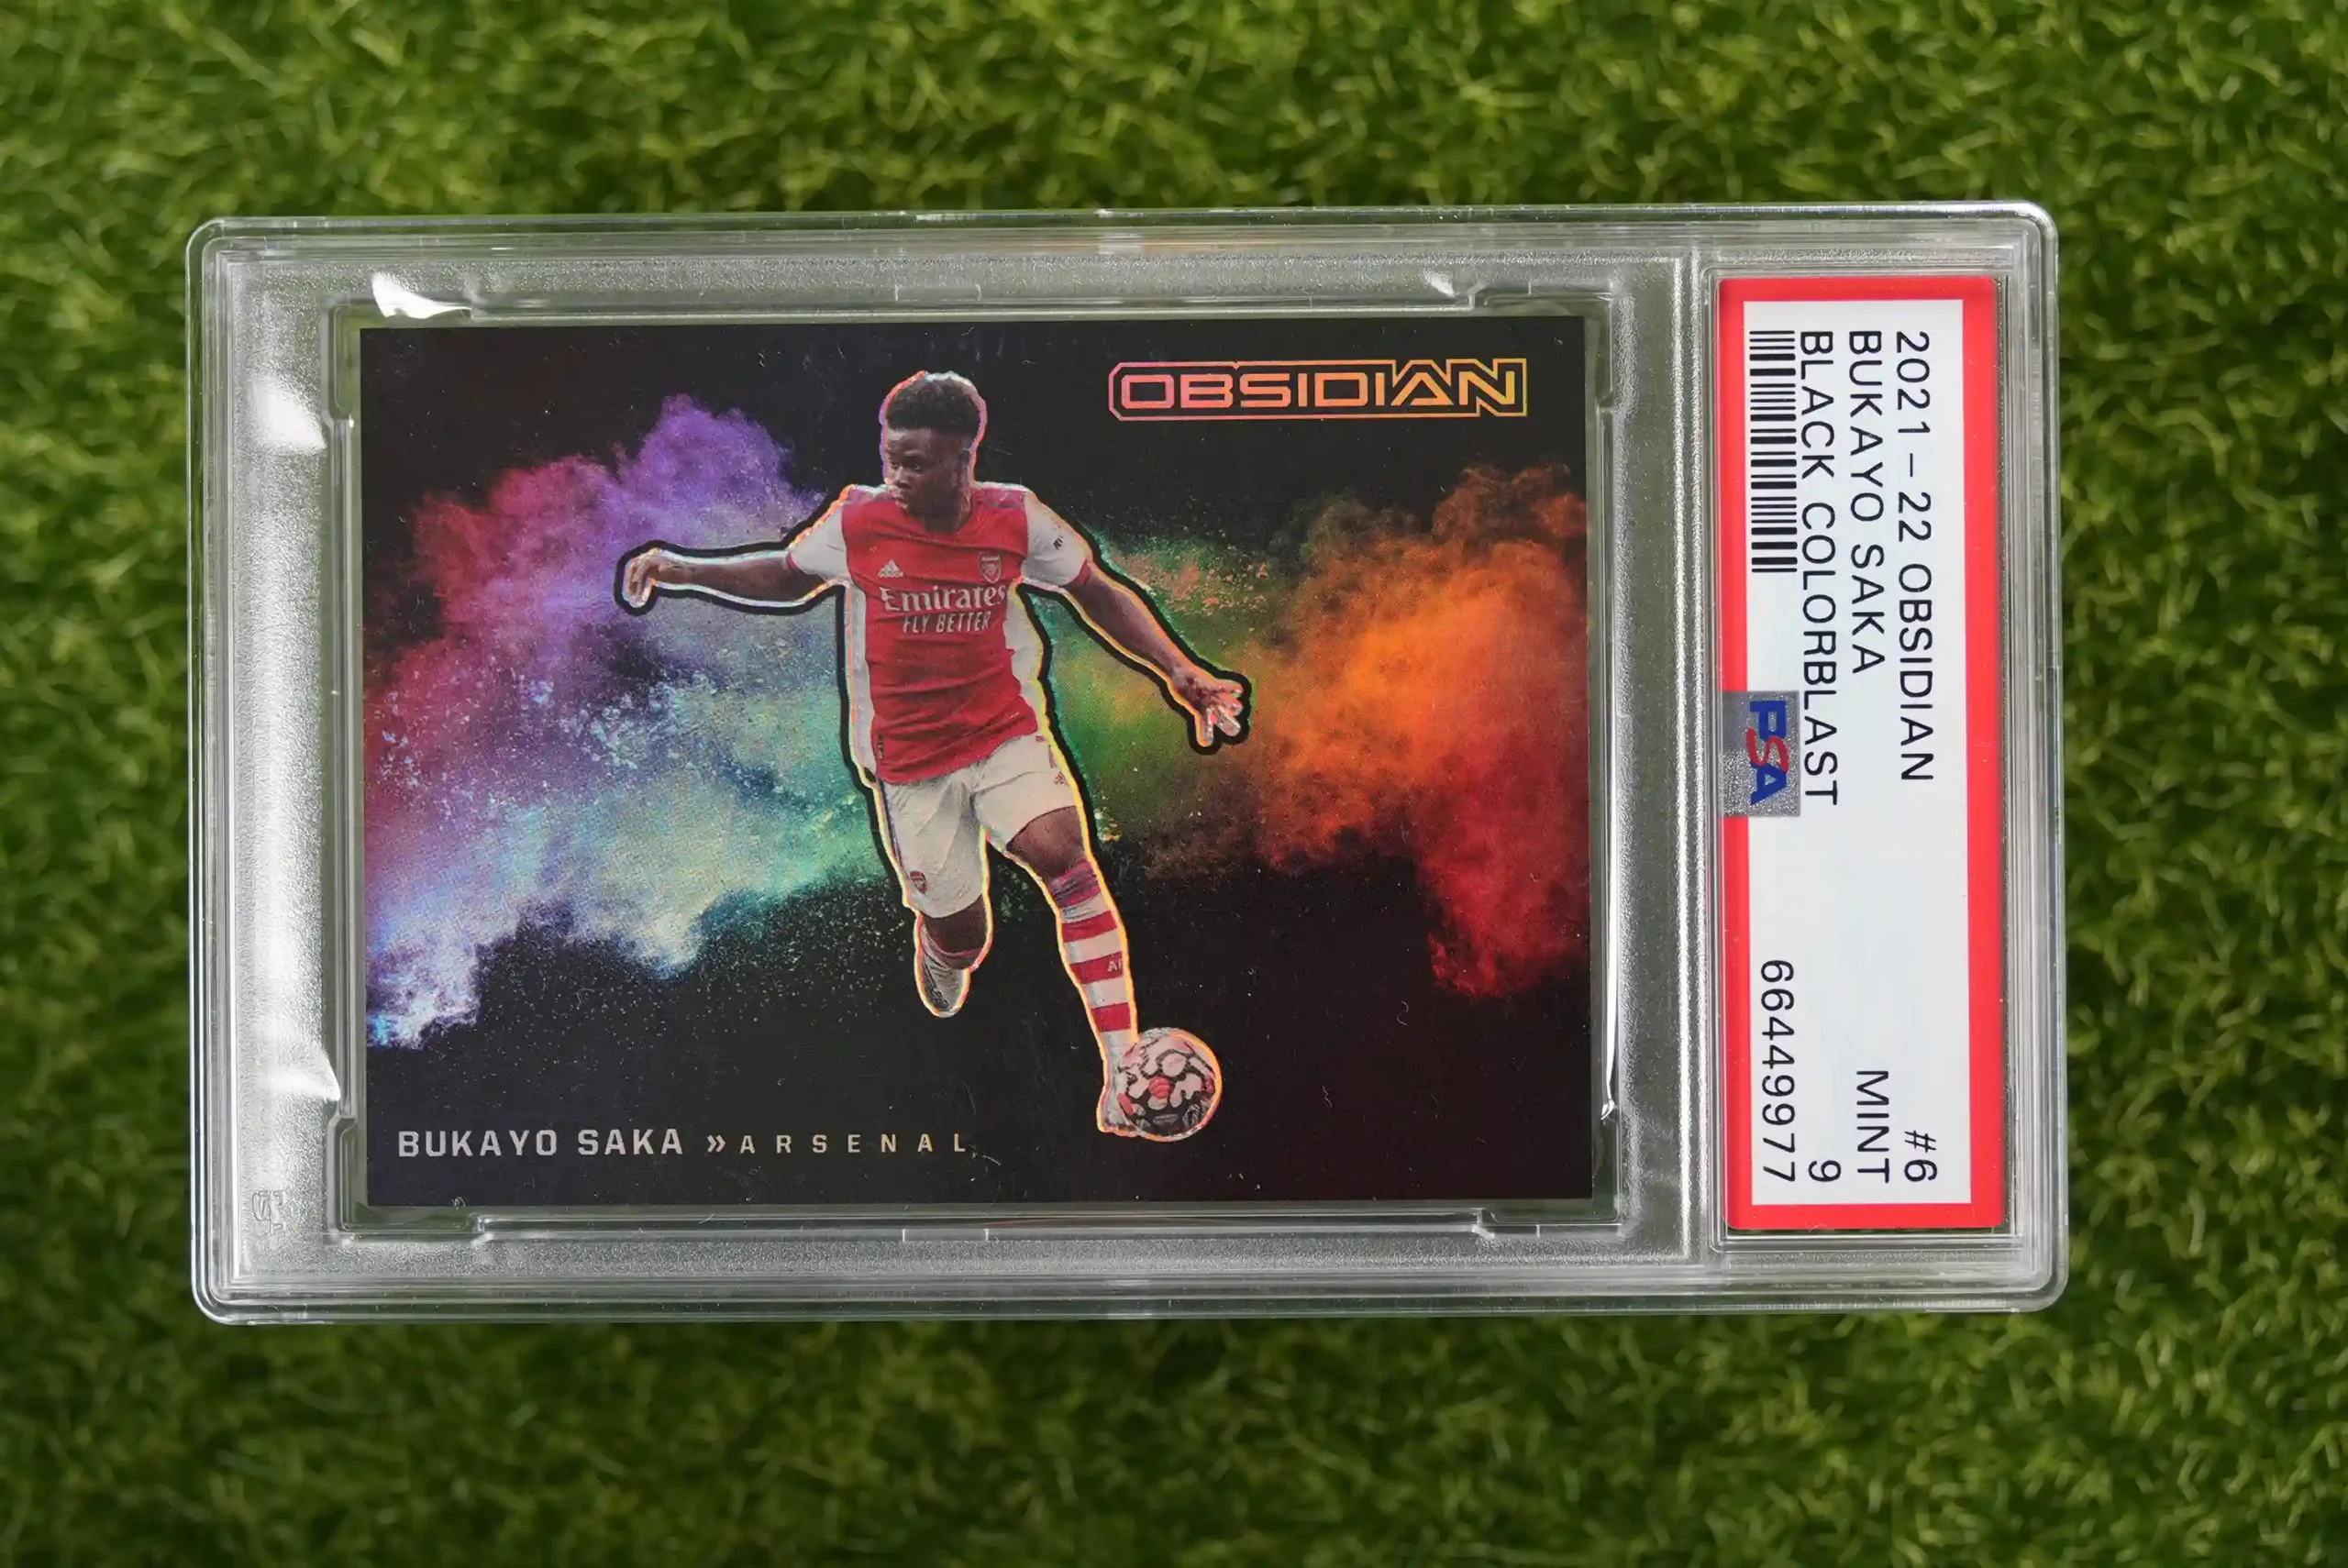 OBSIDIAN
adidas
Emirates
FLY BETTER
BUKAYO SAKA » ARSENAL
2021-22 OBSIDIAN #6
BUKAYO SAKA MINT
BLACK COLORBLAST 9
66449977
PSA